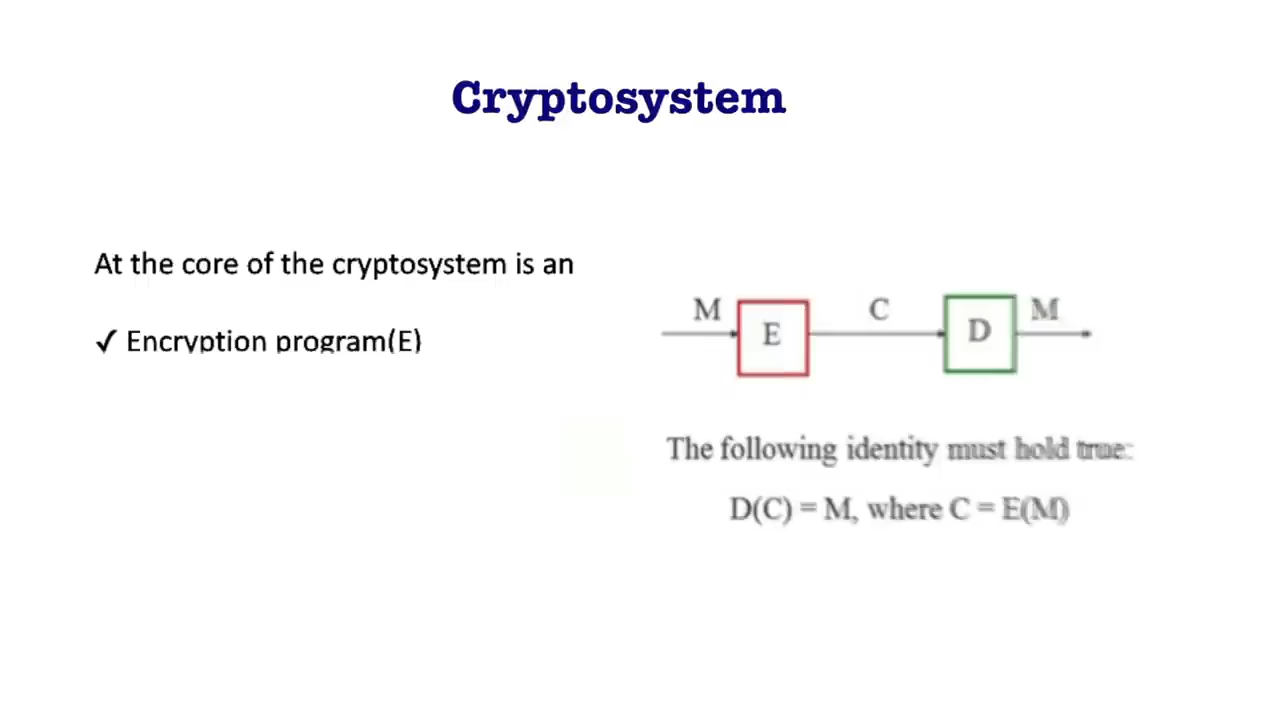 Cryptosystem
At the core of the cryptosystem is an
✓ Encryption program(E)
M
E
C
D
M
The following identity must hold true:
D(C) = M, where C = E(M)